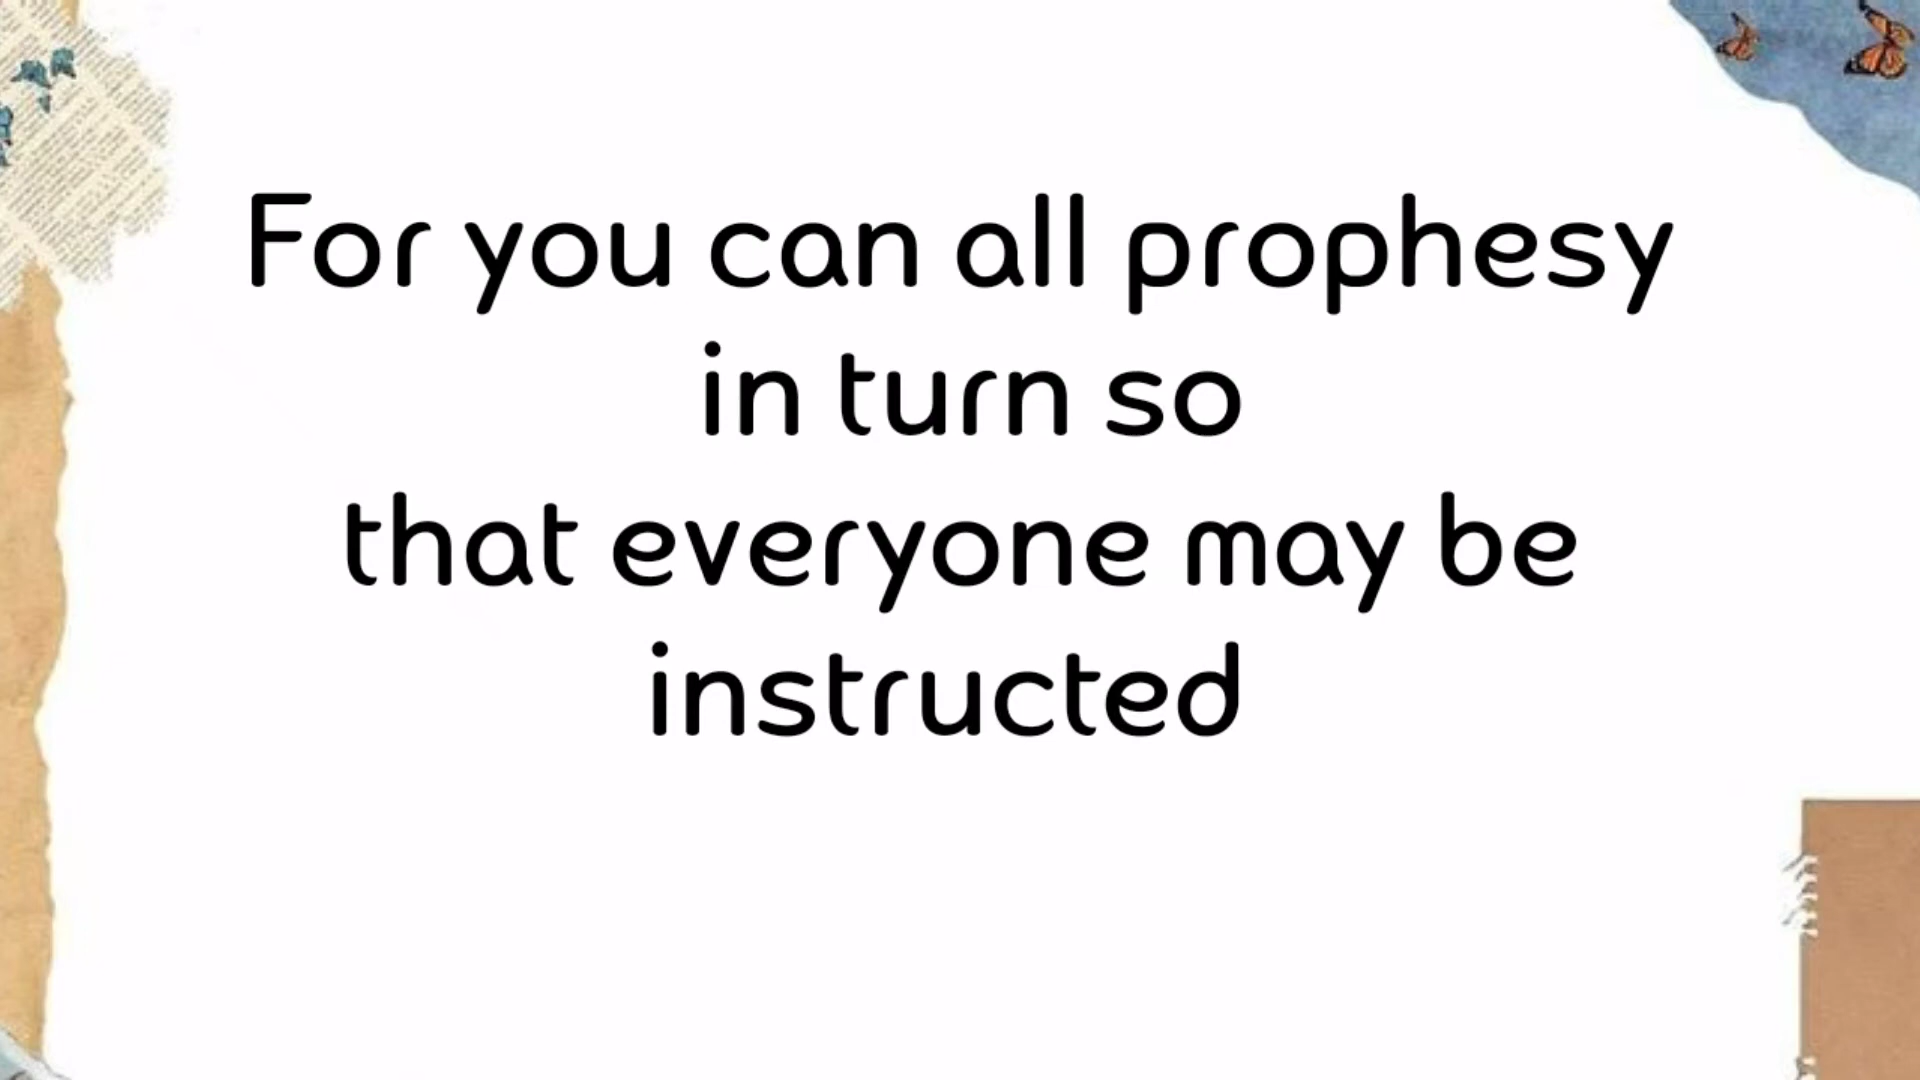 For you can all prophesy
in turn so
that everyone may be
instructed